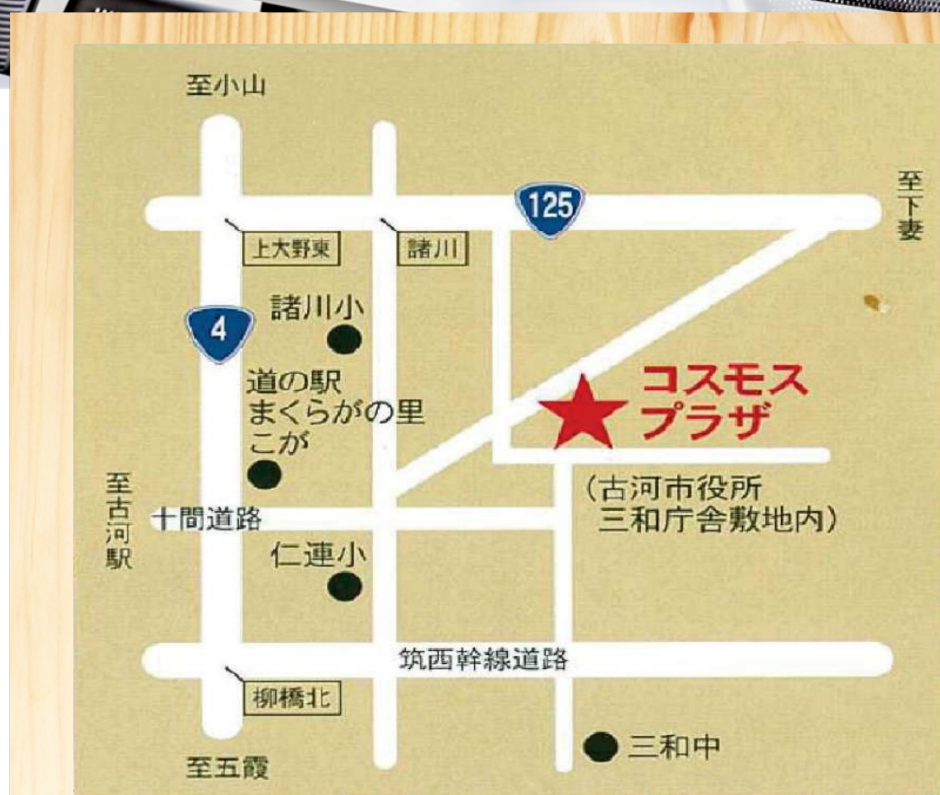 至小山
125
至下妻
上大野東
諸川
諸川小
4
道の駅
まくらがの里
こが
コスモス
プラザ
至古河駅
十間道路
(古河市役所
三和庁舎敷地内)
仁連小
筑西幹線道路
柳橋北
三和中
至五霞